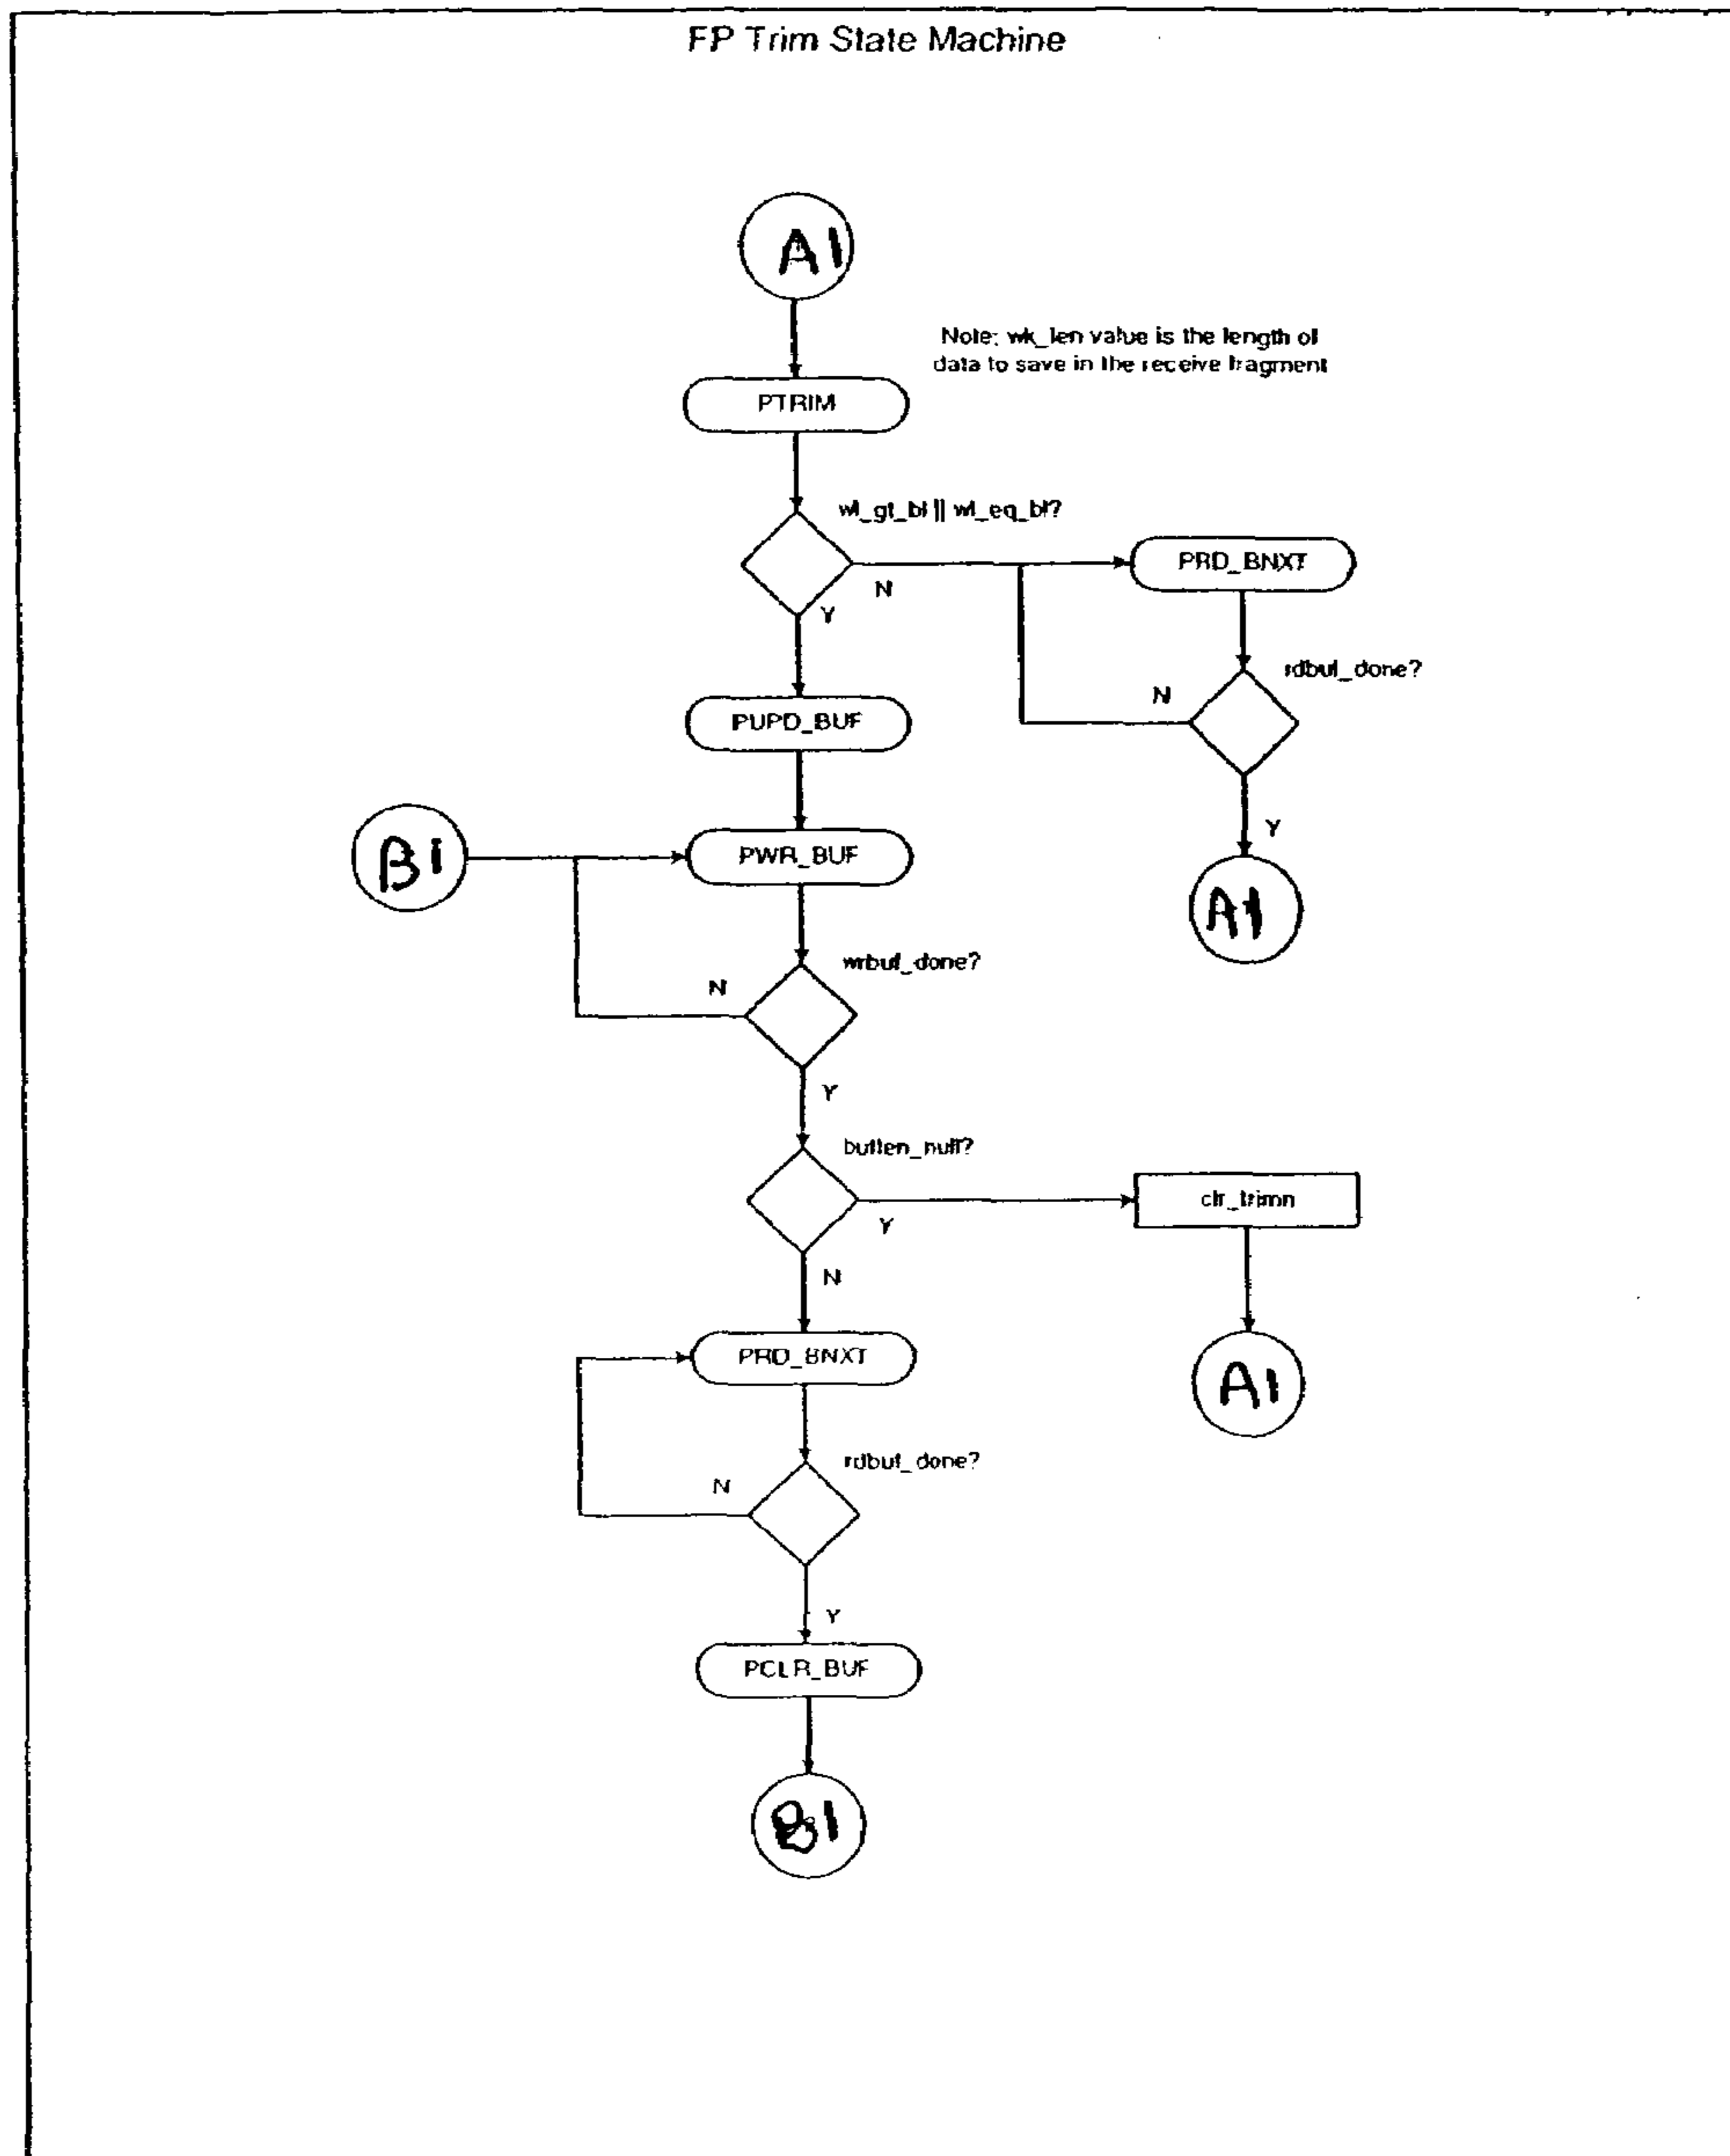 FP Trim State Machine
A1
Note: wk_len value is the length of
data to save in the receive fragment
PTRIM
wl_gt_bl || wl_eq_bl?
PRD_BNXT
N
Y
rdbuf_done?
N
PUPD_BUF
Y
B1
PWR_BUF
A1
wrbuf_done?
N
Y
buflen_null?
clr_trimn
Y
N
PRD_BNXT
A1
rdbuf_done?
N
Y
PCLR_BUF
B1